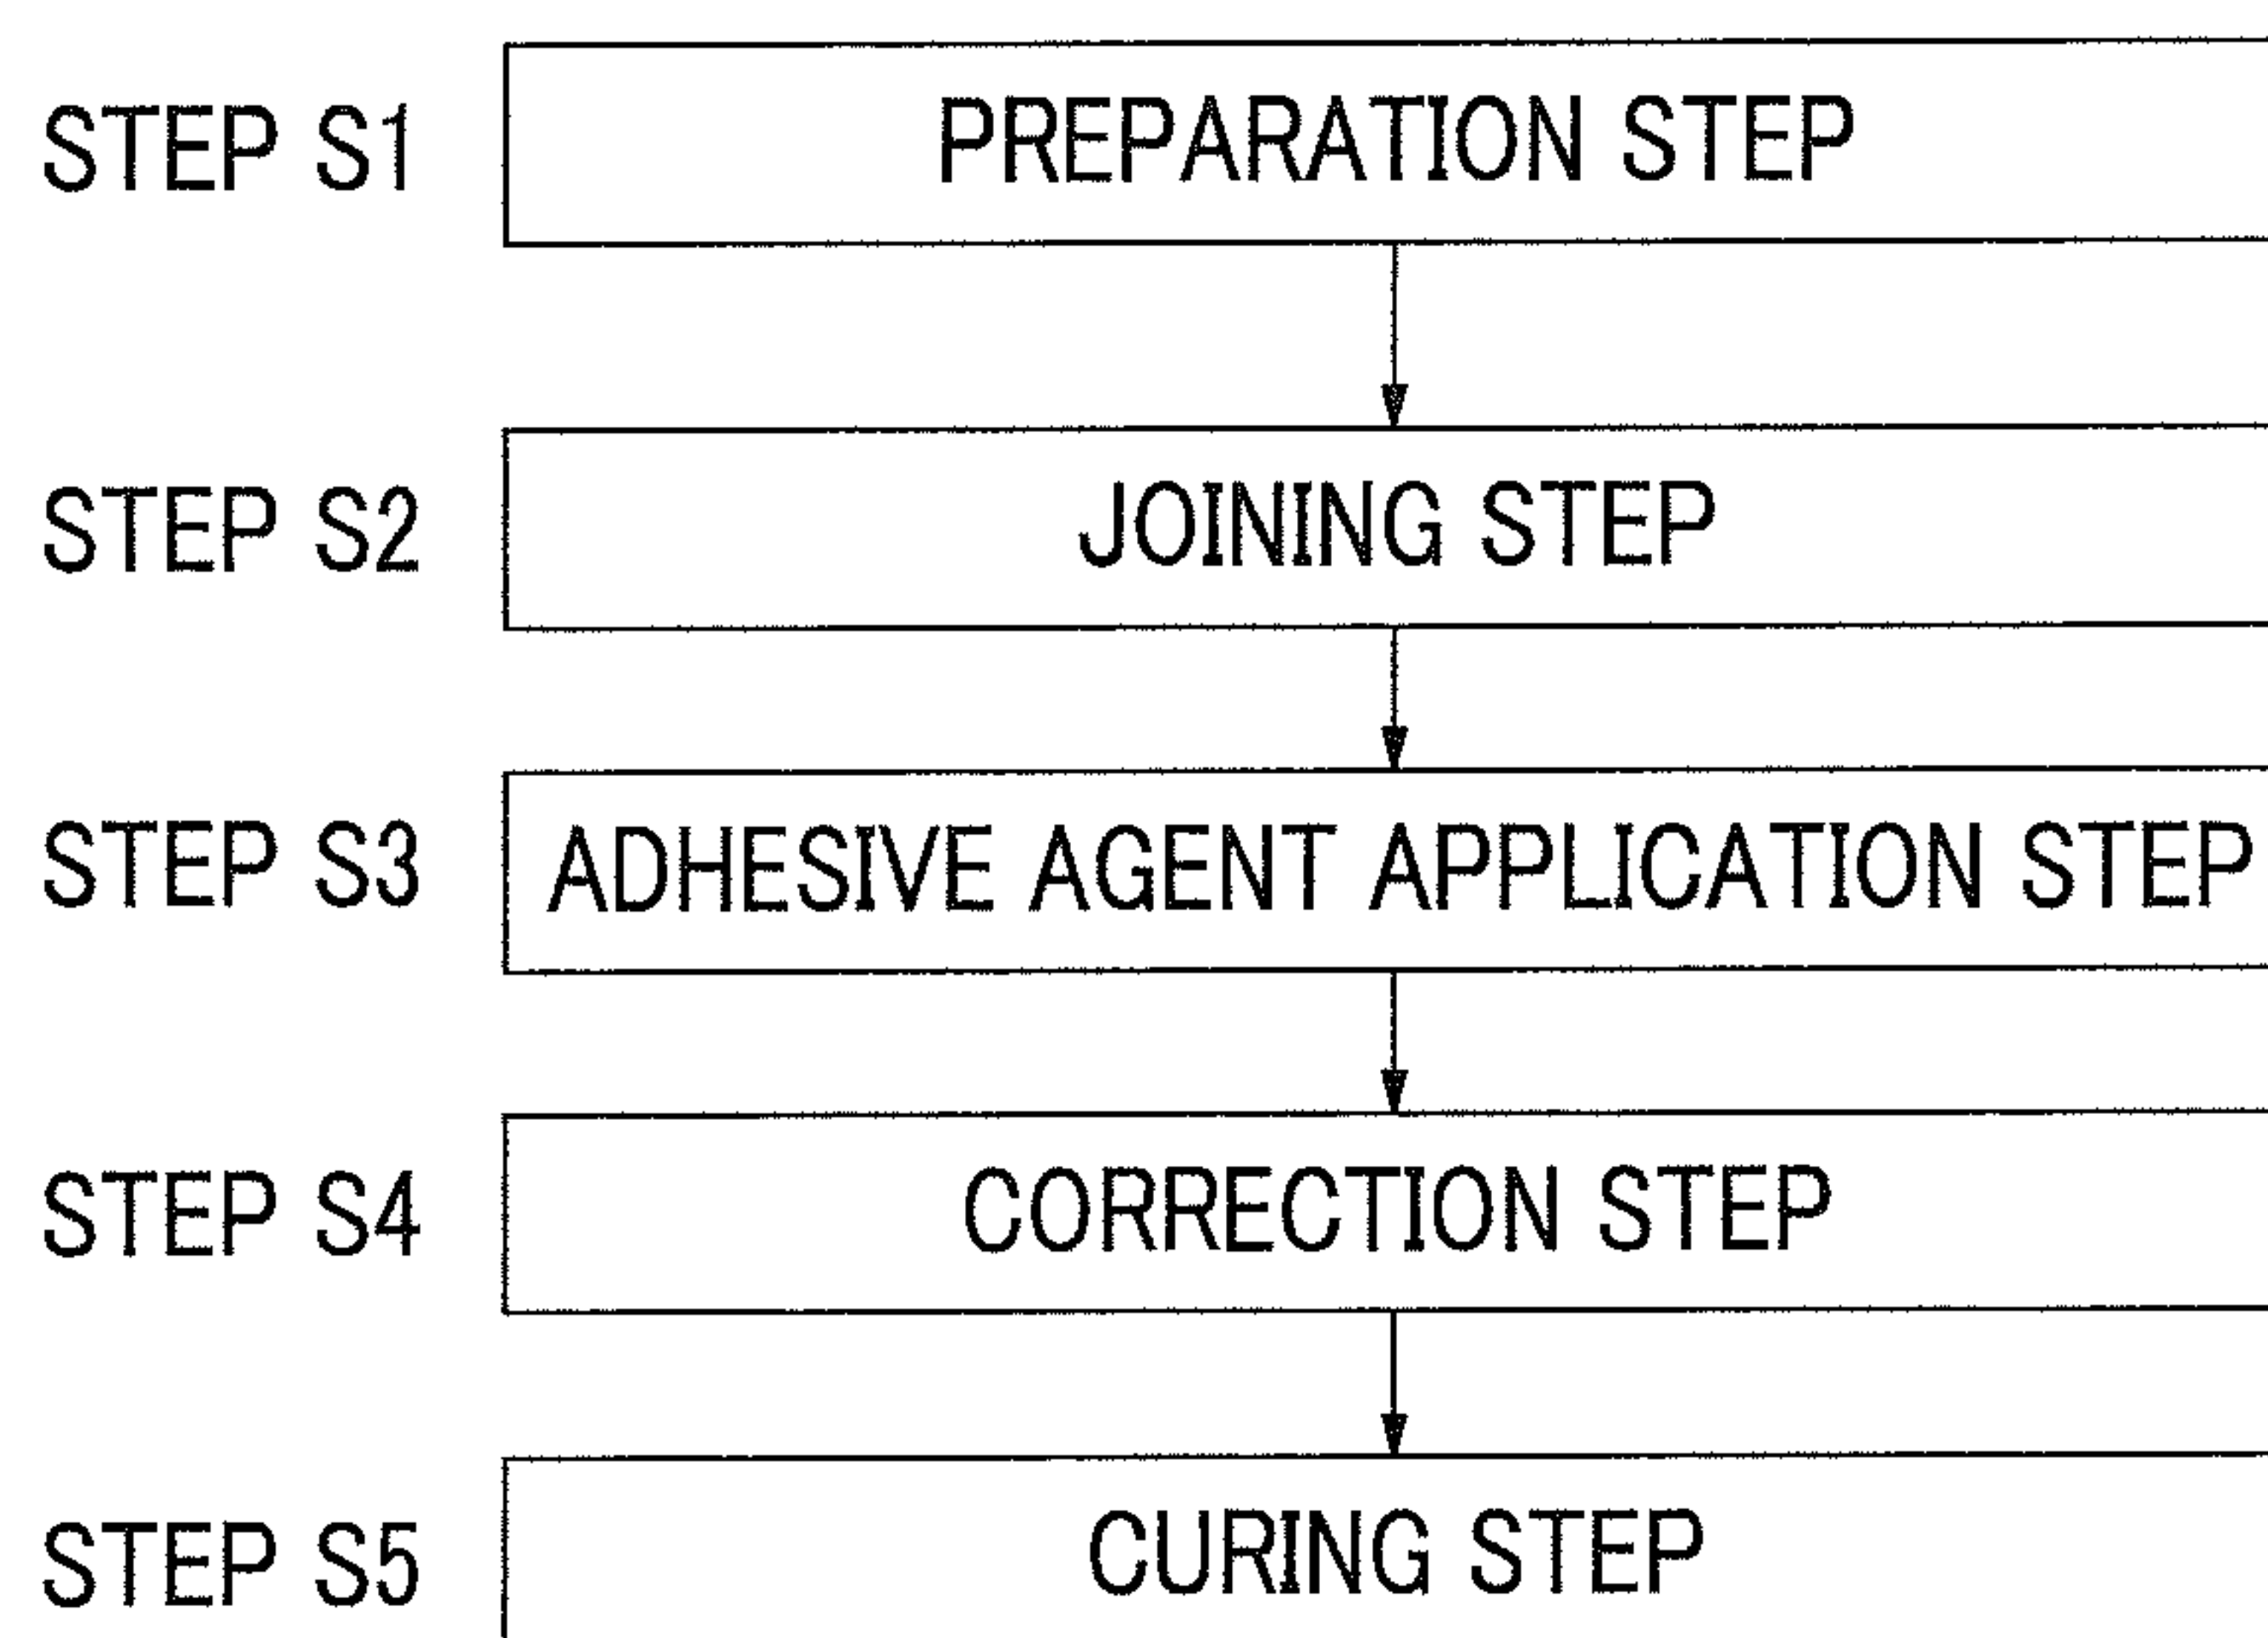 STEP S1 PREPARATION STEP
STEP S2 JOINING STEP
STEP S3 ADHESIVE AGENT APPLICATION STEP
STEP S4 CORRECTION STEP
STEP S5 CURING STEP